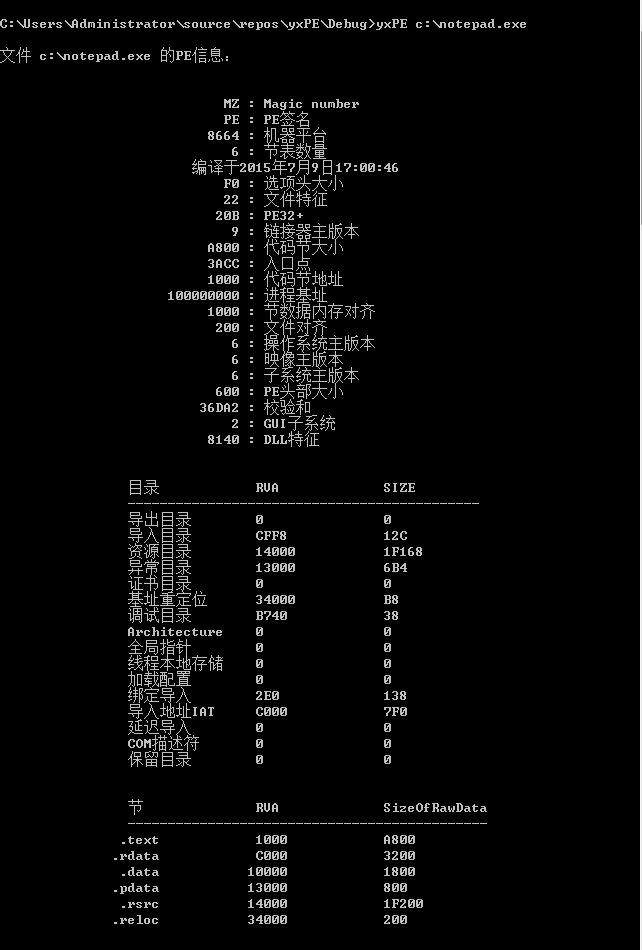 C:\Users\Administrator\source\repos\yxPE\Debug>yxPE c:\notepad.exe
文件 c:\notepad.exe 的PE信息:
MZ : Magic number
PE : PE签名
8664 : 机器平台
6 : 节表数量
编译于2015年7月9日17:00:46
F0 : 选项头大小
22 : 文件特征
20B : PE32+
9 : 链接器主版本
A800 : 代码节大小
3ACC : 入口点
1000 : 代码节地址
100000000 : 进程基址
1000 : 节数据内存对齐
200 : 文件对齐
6 : 操作系统主版本
6 : 映像主版本
6 : 子系统主版本
600 : PE头部大小
36DA2 : 校验和
2 : GUI子系统
8140 : DLL特征
目录 RVA SIZE
--------------------------------------------
导出目录 0 0
导入目录 CFF8 12C
资源目录 14000 1F168
异常目录 13000 6B4
证书目录 0 0
基址重定位 34000 B8
调试目录 B740 38
Architecture 0 0
全局指针 0 0
线程本地存储 0 0
加载配置 0 0
绑定导入 2E0 138
导入地址IAT C000 7F0
延迟导入 0 0
COM描述符 0 0
保留目录 0 0
节 RVA SizeOfRawData
---------------------------------------------
.text 1000 A800
.rdata C000 3200
.data 10000 1800
.pdata 13000 800
.rsrc 14000 1F200
.reloc 34000 200